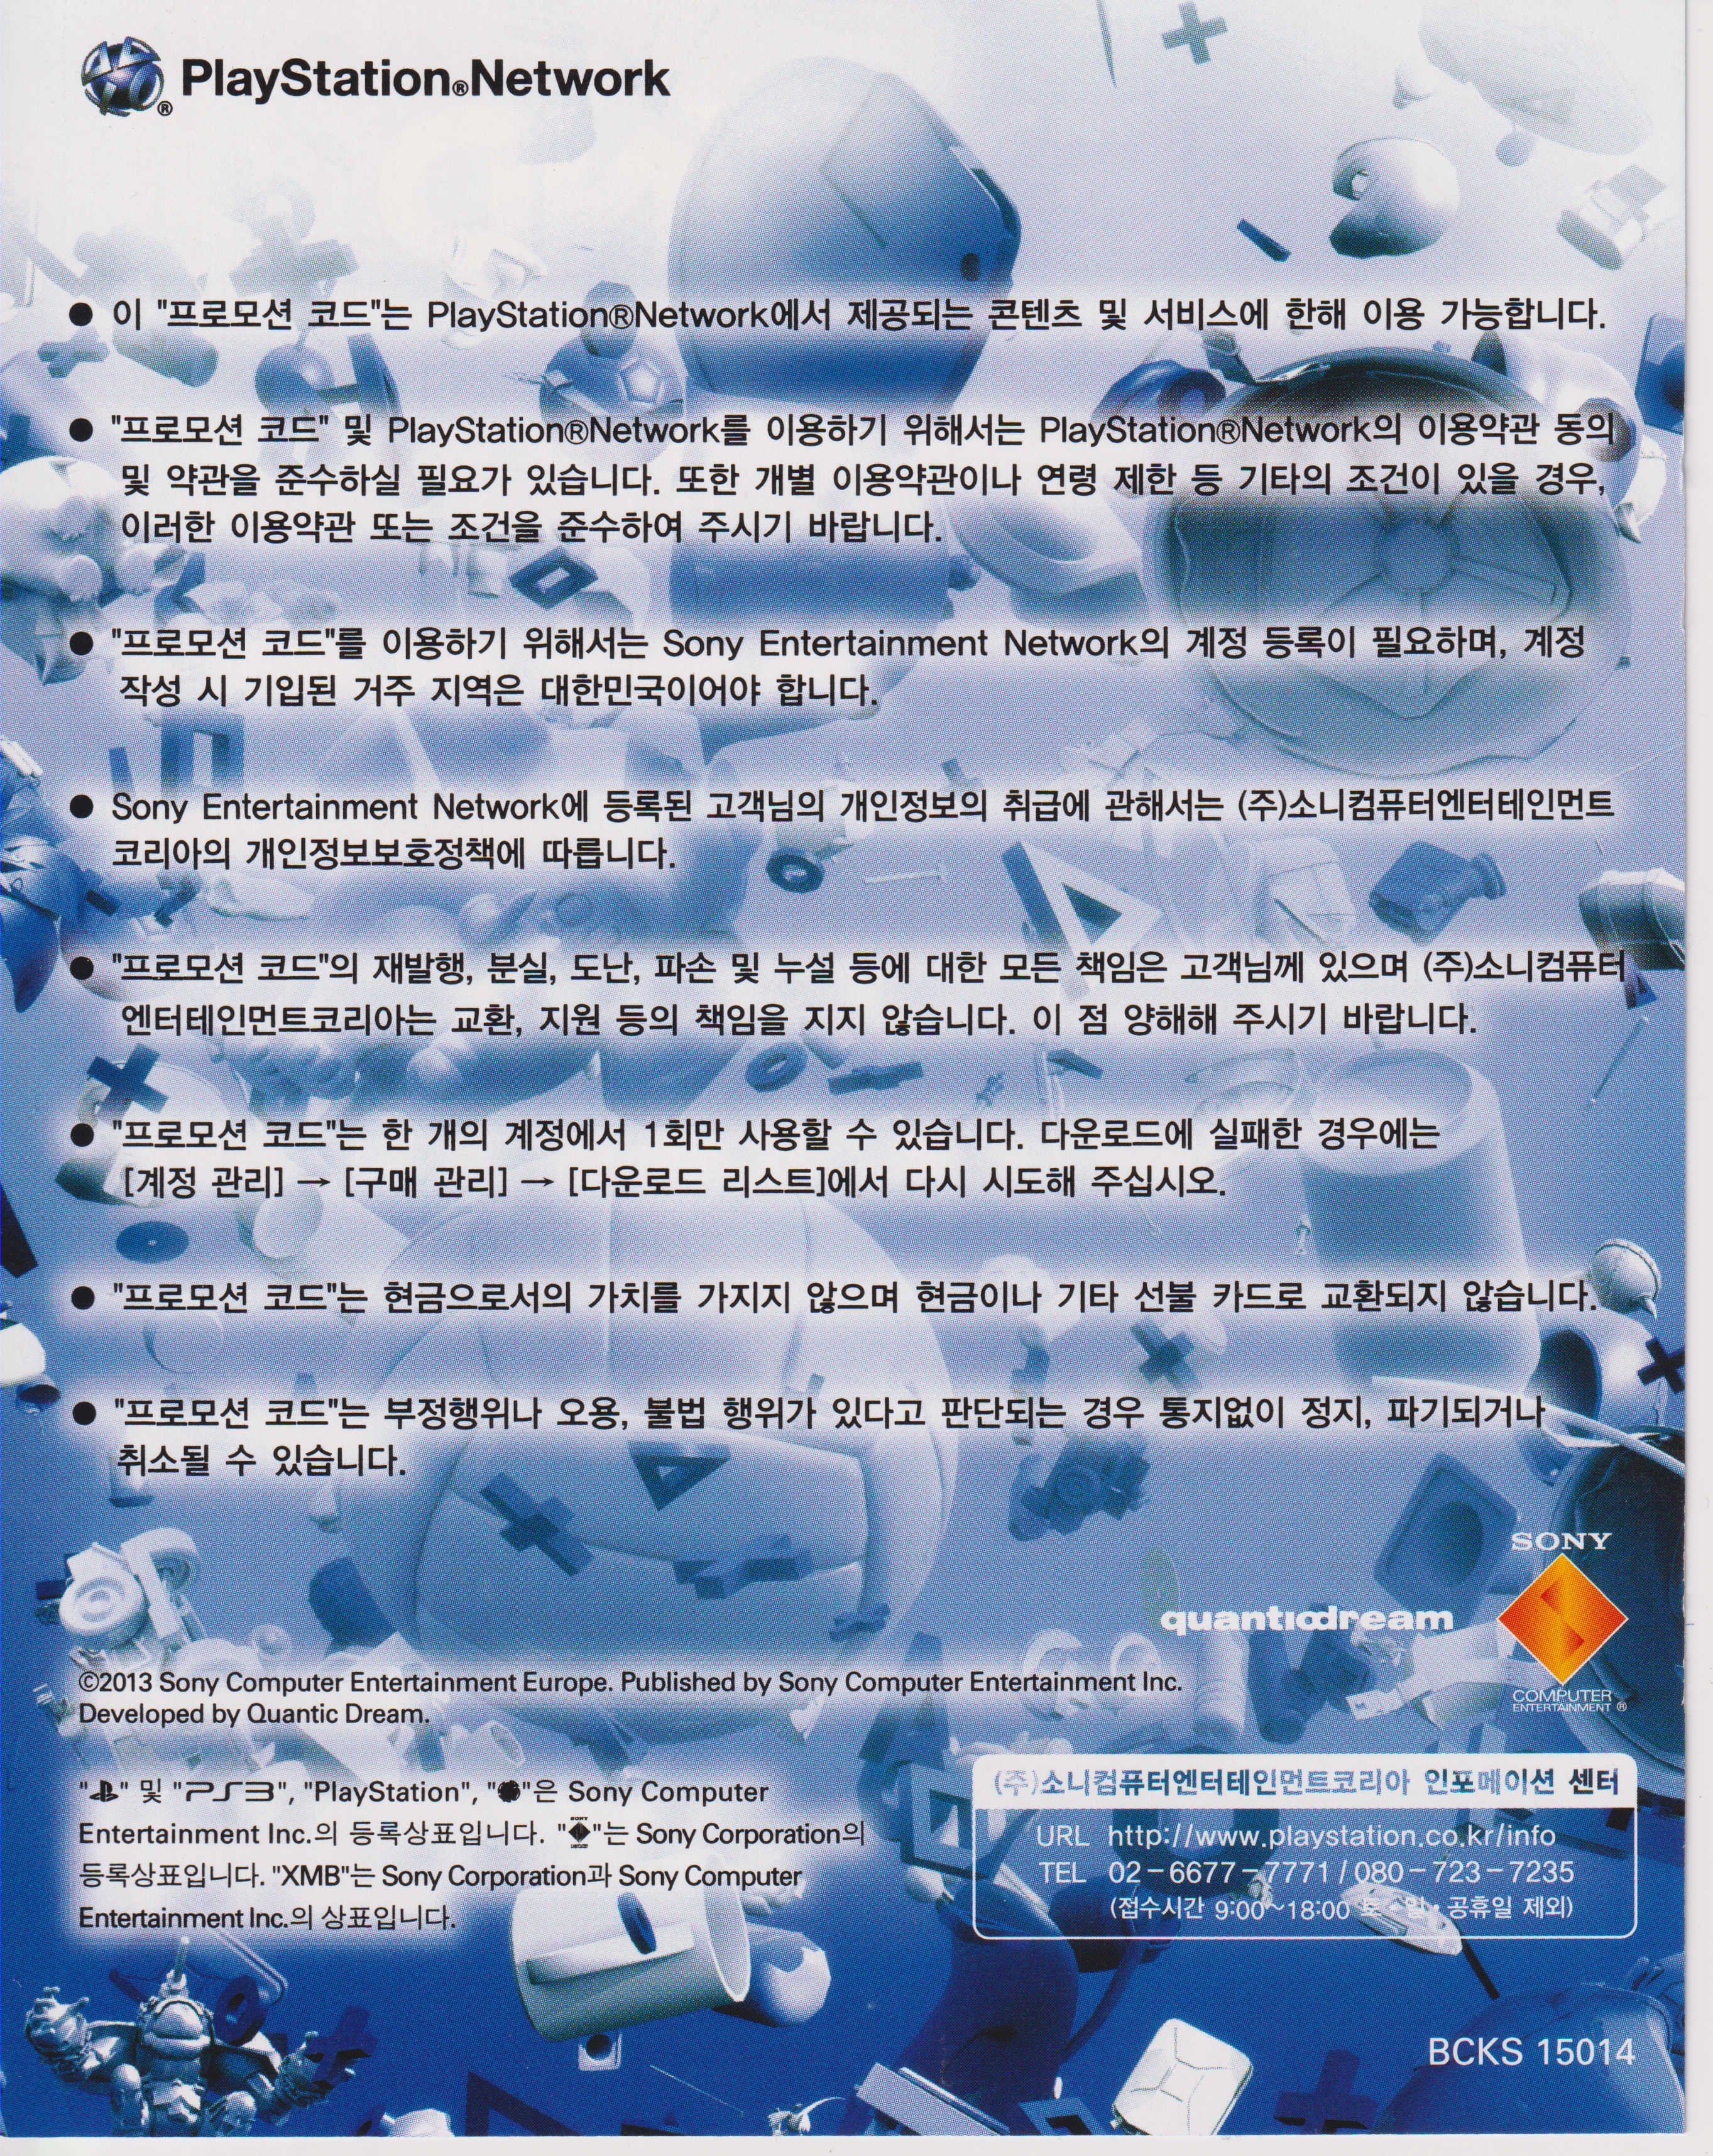 PlayStation®Network
● 이 "프로모션 코드"는 PlayStation®Network에서 제공되는 콘텐츠 및 서비스에 한해 이용 가능합니다.
● "프로모션 코드" 및 PlayStation®Network를 이용하기 위해서는 PlayStation®Network의 이용약관 동의
및 약관을 준수하실 필요가 있습니다. 또한 개별 이용약관이나 연령 제한 등 기타의 조건이 있을 경우,
이러한 이용약관 또는 조건을 준수하여 주시기 바랍니다.
● "프로모션 코드"를 이용하기 위해서는 Sony Entertainment Network의 계정 등록이 필요하며, 계정
작성 시 기입된 거주 지역은 대한민국이어야 합니다.
● Sony Entertainment Network에 등록된 고객님의 개인정보의 취급에 관해서는 (주)소니컴퓨터엔터테인먼트
코리아의 개인정보보호정책에 따릅니다.
● "프로모션 코드"의 재발행, 분실, 도난, 파손 및 누설 등에 대한 모든 책임은 고객님께 있으며 (주)소니컴퓨터
엔터테인먼트코리아는 교환, 지원 등의 책임을 지지 않습니다. 이 점 양해해 주시기 바랍니다.
● "프로모션 코드"는 한 개의 계정에서 1회만 사용할 수 있습니다. 다운로드에 실패한 경우에는
[계정 관리] → [구매 관리] → [다운로드 리스트]에서 다시 시도해 주십시오.
● "프로모션 코드"는 현금으로서의 가치를 가지지 않으며 현금이나 기타 선불 카드로 교환되지 않습니다.
● "프로모션 코드"는 부정행위나 오용, 불법 행위가 있다고 판단되는 경우 통지없이 정지, 파기되거나
취소될 수 있습니다.
SONY
quanticdream
COMPUTER
ENTERTAINMENT ®
©2013 Sony Computer Entertainment Europe. Published by Sony Computer Entertainment Inc.
Developed by Quantic Dream.
"" 및 "PS3", "PlayStation", ""은 Sony Computer
Entertainment Inc.의 등록상표입니다. ""는 Sony Corporation의
등록상표입니다. "XMB"는 Sony Corporation과 Sony Computer
Entertainment Inc.의 상표입니다.
(주)소니컴퓨터엔터테인먼트코리아 인포메이션 센터
URL http://www.playstation.co.kr/info
TEL 02-6677-7771 / 080-723-7235
(접수시간 9:00~18:00 토·일·공휴일 제외)
BCKS 15014